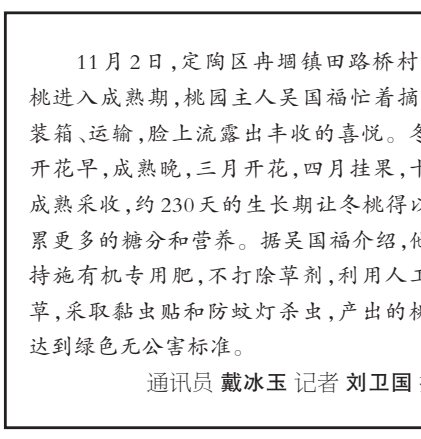 11月2日,定陶区冉堌镇田路桥村
桃进入成熟期,桃园主人吴国福忙着摘
装箱、运输,脸上流露出丰收的喜悦。冬
开花早,成熟晚,三月开花,四月挂果,十
成熟采收,约230天的生长期让冬桃得以
累更多的糖分和营养。据吴国福介绍,他
持施有机专用肥,不打除草剂,利用人工
草,采取黏虫贴和防蚊灯杀虫,产出的桃
达到绿色无公害标准。
通讯员 戴冰玉 记者 刘卫国